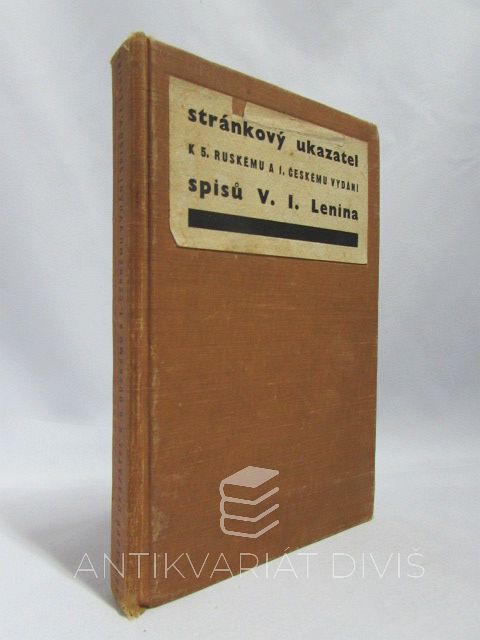 stránkový ukazatel
K 5. RUSKÉMU A 1. ČESKÉMU VYDÁNÍ
spisů V. I. Lenina
ANTIKVARIÁT DIVIŠ